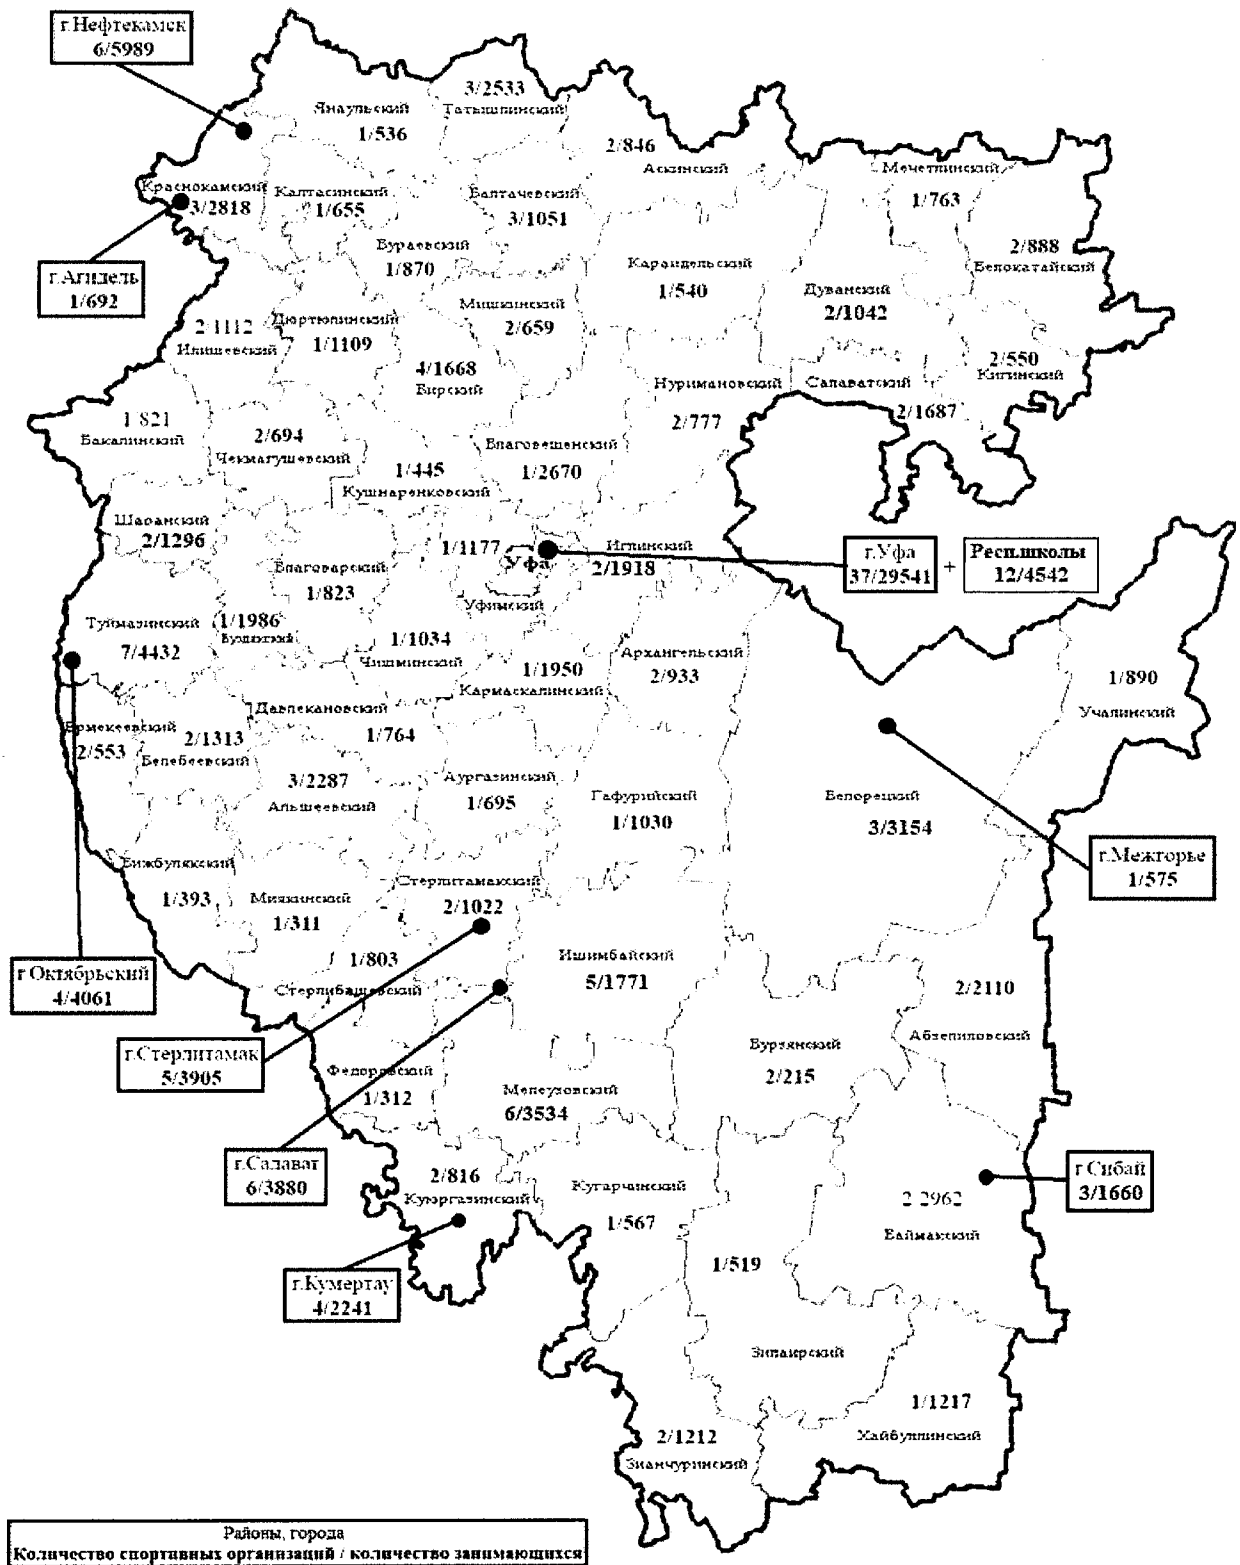 г.Нефтекамск
6/5989
3/2533
Татышлинский
Янаульский
1/536
2/846
Аскинский
Мечетлинский
1/763
Краснокамский
3/2818
Калтасинский
1/655
Балтачевский
3/1051
Бураевский
1/870
Караидельский
1/540
2/888
Белокатайский
г.Агидель
1/692
Дуванский
2/1042
Мишкинский
2/659
2/1112
Илишевский
Дюртюлинский
1/1109
4/1668
Бирский
2/550
Кигинский
Нуримановский
2/777
Салаватский
2/1687
1/821
Бакалинский
2/694
Чекмагушевский
1/445
Кушнаренковский
Благовещенский
1/2670
Шаранский
2/1296
1/1177
Уфа
Уфимский
Иглинский
2/1918
г.Уфа
37/29541
+
Респ.школы
12/4542
Благоварский
1/823
Туймазинский
7/4432
1/1986
Буздякский
1/1034
Чишминский
1/1950
Кармаскалинский
Архангельский
2/933
1/890
Учалинский
Ермекеевский
2/553
2/1313
Белебеевский
Давлекановский
1/764
3/2287
Альшеевский
Аургазинский
1/695
Гафурийский
1/1030
Белорецкий
3/3154
г.Межгорье
1/575
Бижбулякский
1/393
Миякинский
1/311
Стерлитамакский
2/1022
1/803
Стерлибашевский
Ишимбайский
5/1771
2/2110
Абзелиловский
г Октябрьский
4/4061
г.Стерлитамак
5/3905
Федоровский
1/312
Мелеузовский
6/3534
Бурзянский
2/215
г.Салават
6/3880
2/816
Куюргазинский
Кугарчинский
1/567
г Сибай
3/1660
2 2962
Баймакский
г.Кумертау
4/2241
1/519
Зилаирский
1/1217
Хайбуллинский
2/1212
Зианчуринский
Районы, города
Количество спортивных организаций / количество занимающихся